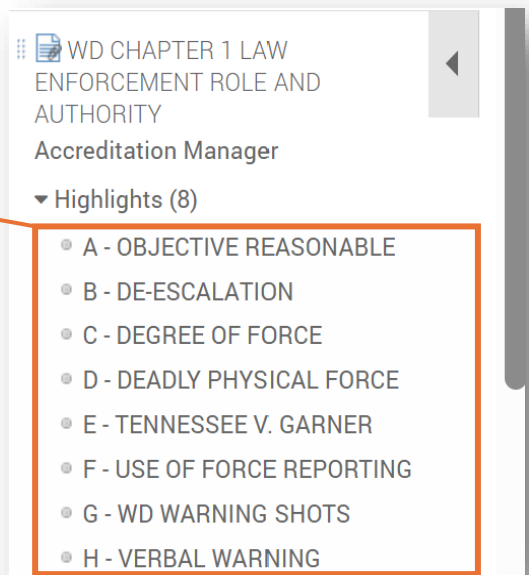 WD CHAPTER 1 LAW
ENFORCEMENT ROLE AND
AUTHORITY
Accreditation Manager
Highlights (8)
A - OBJECTIVE REASONABLE
B - DE-ESCALATION
C - DEGREE OF FORCE
D - DEADLY PHYSICAL FORCE
E - TENNESSEE V. GARNER
F - USE OF FORCE REPORTING
G - WD WARNING SHOTS
H - VERBAL WARNING